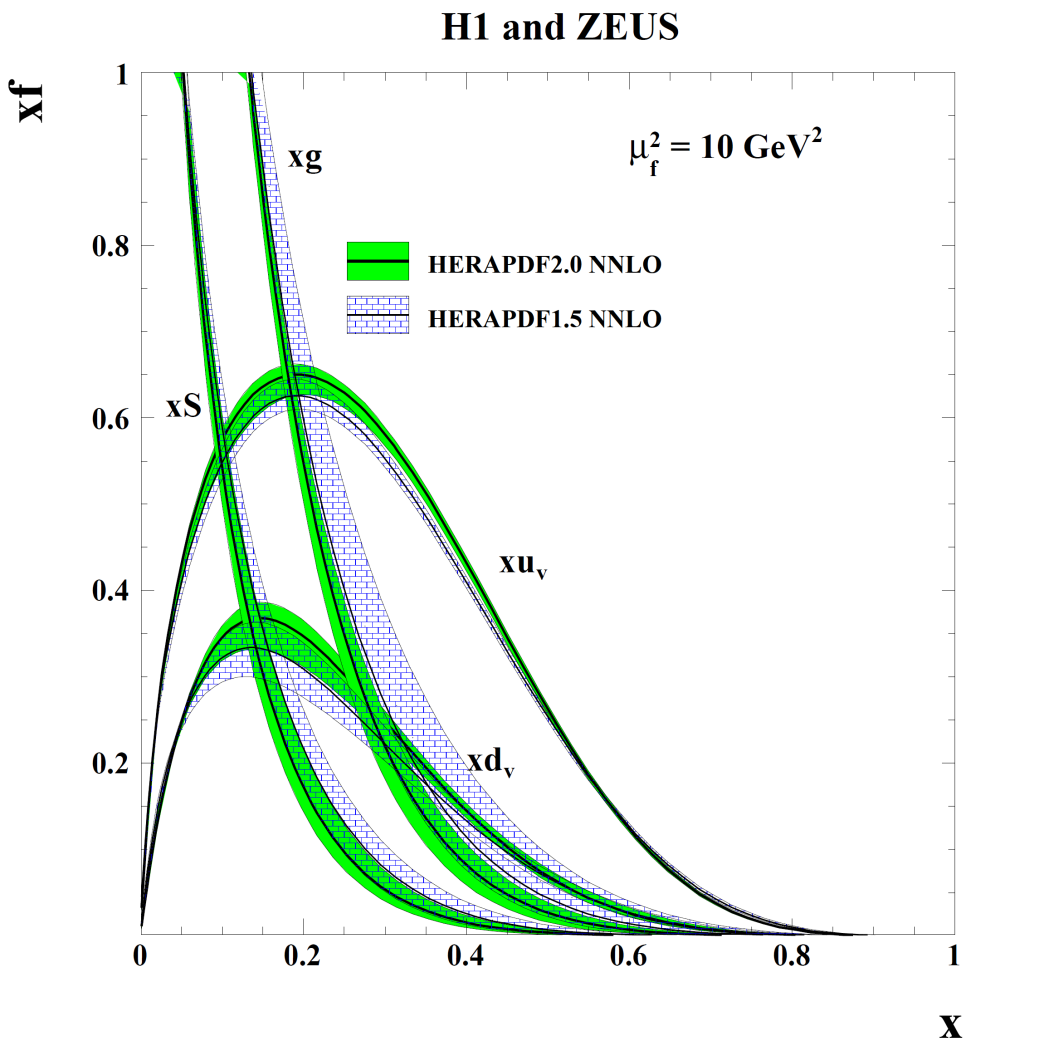 H1 and ZEUS
xf
1
0.8
0.6
0.4
0.2
μ_f^2 = 10 GeV^2
xg
HERAPDF2.0 NNLO
HERAPDF1.5 NNLO
xS
xu_v
xd_v
0 0.2 0.4 0.6 0.8 1
x